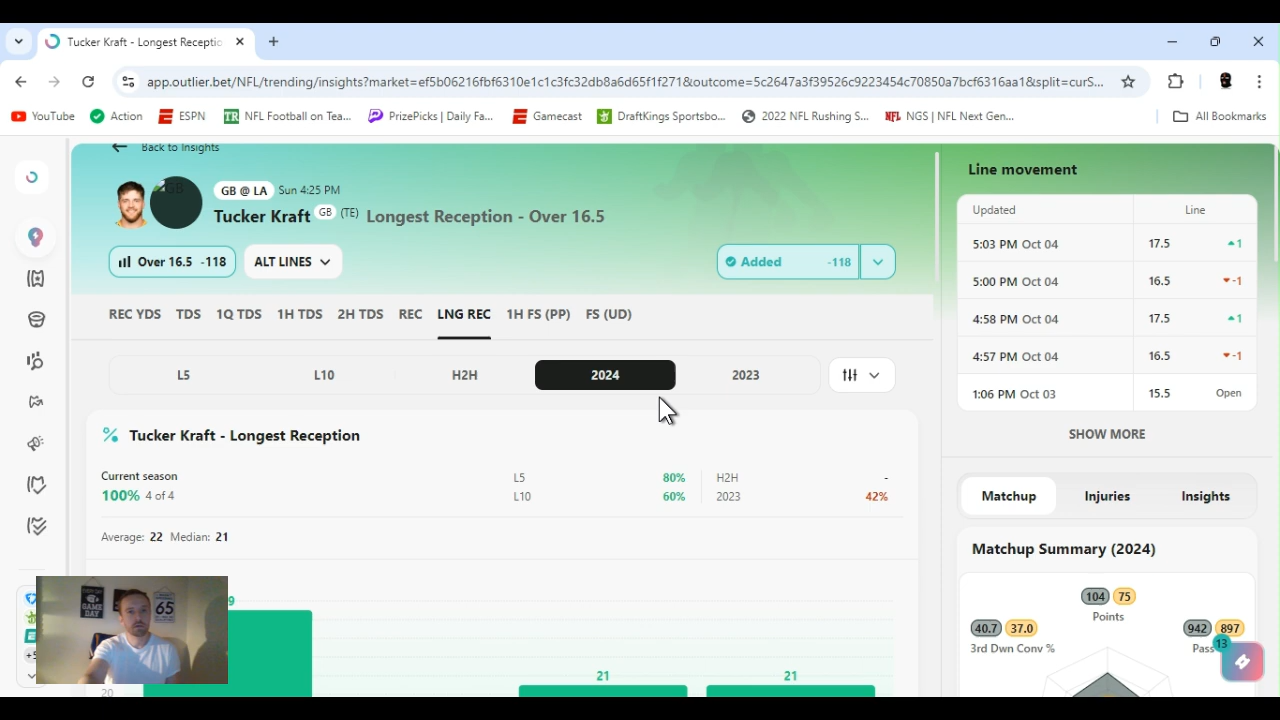 Tucker Kraft - Longest Receptio
app.outlier.bet/NFL/trending/insights?market=ef5b06216fbf6310e1c1c3fc32db8a6d65f1f271&outcome=5c2647a3f39526c9223454c70850a7bcf6316aa1&split=curS...
YouTube Action ESPN NFL Football on Tea... PrizePicks | Daily Fa... Gamecast DraftKings Sportsbo... 2022 NFL Rushing S... NGS | NFL Next Gen... All Bookmarks
Back to Insights
GB @ LA Sun 4:25 PM
Tucker Kraft GB (TE) Longest Reception - Over 16.5
Over 16.5 -118 ALT LINES Added -118
REC YDS TDS 1Q TDS 1H TDS 2H TDS REC LNG REC 1H FS (PP) FS (UD)
L5 L10 H2H 2024 2023
Tucker Kraft - Longest Reception
Current season
100% 4 of 4
L5 80% H2H -
L10 60% 2023 42%
Average: 22 Median: 21
9
21 21
20
GAME DAY
65
Line movement
Updated Line
5:03 PM Oct 04 17.5 1
5:00 PM Oct 04 16.5 -1
4:58 PM Oct 04 17.5 1
4:57 PM Oct 04 16.5 -1
1:06 PM Oct 03 15.5 Open
SHOW MORE
Matchup Injuries Insights
Matchup Summary (2024)
104 75
Points
40.7 37.0
3rd Dwn Conv %
942 897
Pass
13